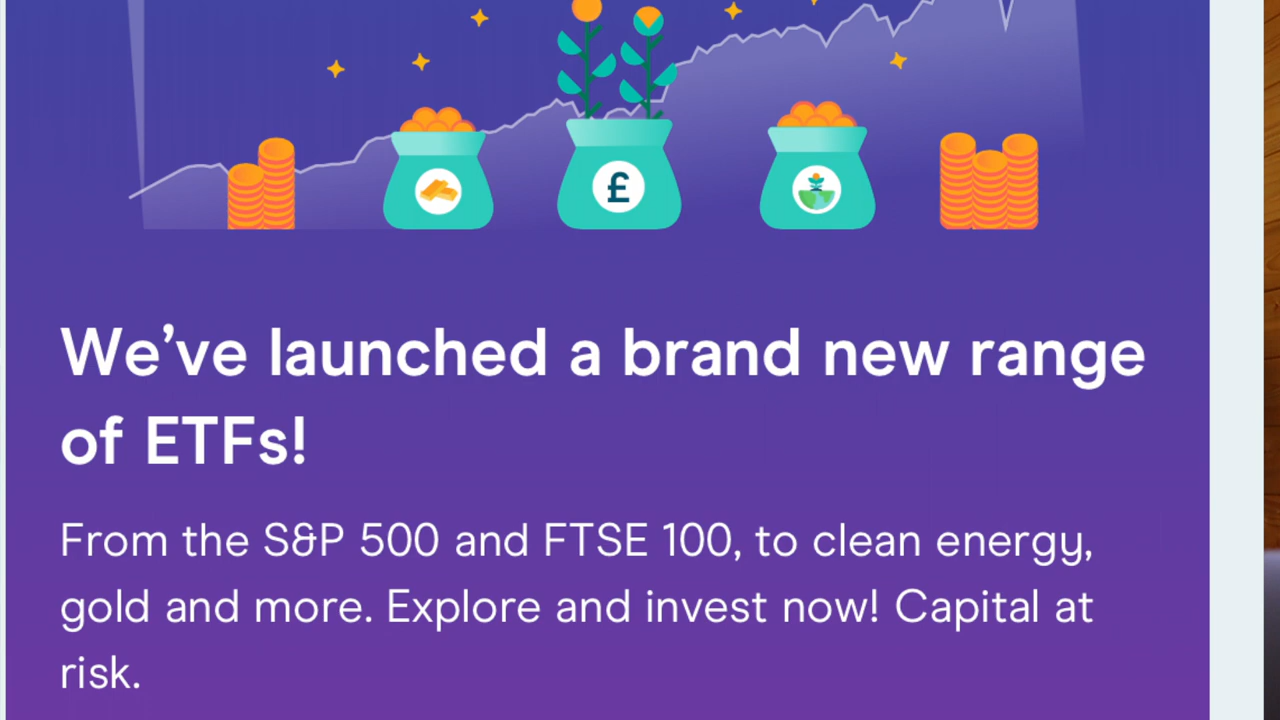 £
We’ve launched a brand new range
of ETFs!
From the S&P 500 and FTSE 100, to clean energy,
gold and more. Explore and invest now! Capital at
risk.